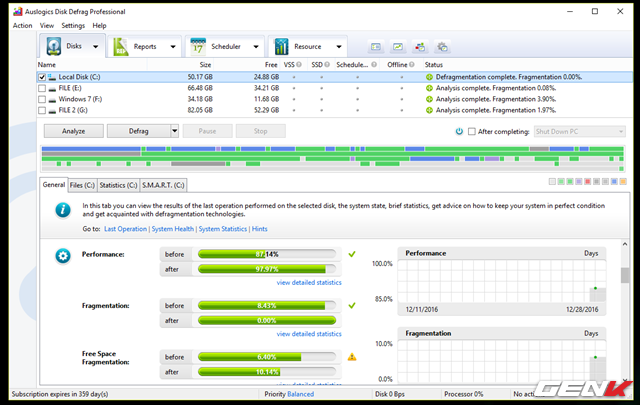 Auslogics Disk Defrag Professional
Action View Settings Help
Disks Reports 17 Scheduler Resource
Name Size Free VSS SSD Schedule... Offline Status
Local Disk (C:) 50.17 GB 24.88 GB Defragmentation complete. Fragmentation 0.00%.
FILE (E:) 66.48 GB 34.21 GB Analysis complete. Fragmentation 0.08%.
Windows 7 (F:) 34.18 GB 11.68 GB Analysis complete. Fragmentation 3.90%.
FILE 2 (G:) 82.05 GB 52.29 GB Analysis complete. Fragmentation 1.97%.
Analyze Defrag Pause Stop After completing: Shut Down PC
General Files (C:) Statistics (C:) S.M.A.R.T. (C:)
In this tab you can view the results of the last operation performed on the selected disk, the system state, brief statistics, get advice on how to keep your system in perfect condition
and get acquainted with defragmentation technologies.
Go to: Last Operation | System Health | System Statistics | Hints
Performance: before 87.14%
after 97.97%
view detailed statistics
Performance Days
100.0%
85.0%
12/11/2016 12/28/2016
Fragmentation: before 8.43%
after 0.00%
view detailed statistics
Fragmentation Days
10.0%
0.0%
Free Space
Fragmentation: before 6.40%
after 10.14%
Subscription expires in 359 day(s) Priority Balanced Disk 0 Bps Processor 0% No acti
GENK